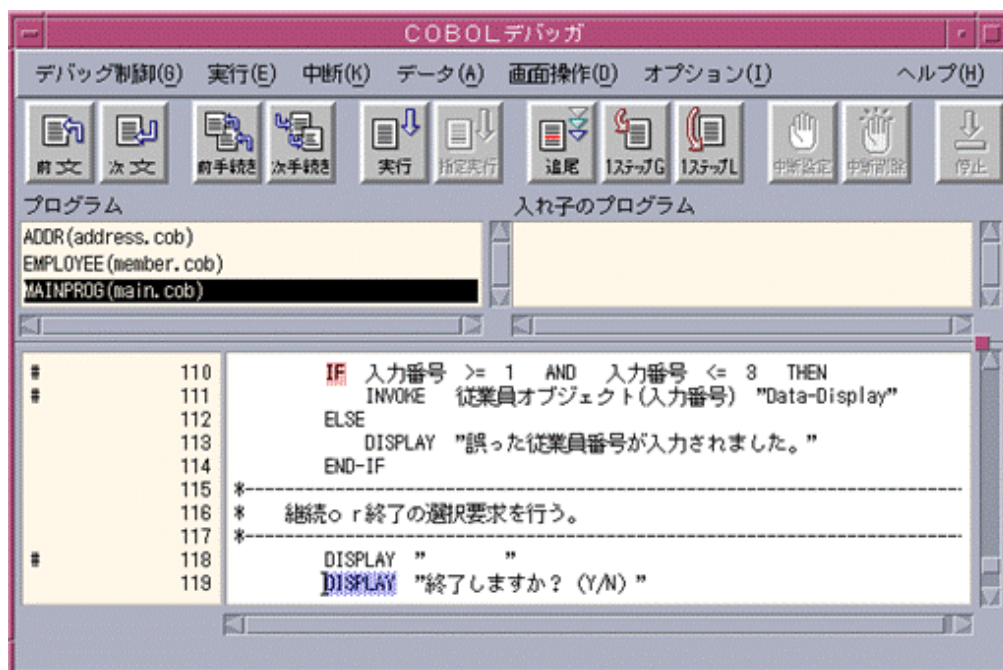 COBOLデバッガ
デバッグ制御(G) 実行(E) 中断(K) データ(A) 画面操作(D) オプション(I) ヘルプ(H)
前文 次文 前手続き 次手続き 実行 指定実行 追尾 1ステップG 1ステップL 中断設定 中断削除 停止
プログラム 入れ子のプログラム
ADDR(address.cob)
EMPLOYEE(member.cob)
MAINPROG(main.cob)
# 110 IF 入力番号 >= 1 AND 入力番号 <= 3 THEN
# 111 INVOKE 従業員オブジェクト(入力番号) "Data-Display"
112 ELSE
113 DISPLAY "誤った従業員番号が入力されました。"
114 END-IF
115 *------------------------------------------------------------------
116 * 継続or終了の選択要求を行う。
117 *------------------------------------------------------------------
# 118 DISPLAY " "
119 DISPLAY "終了しますか? (Y/N) "